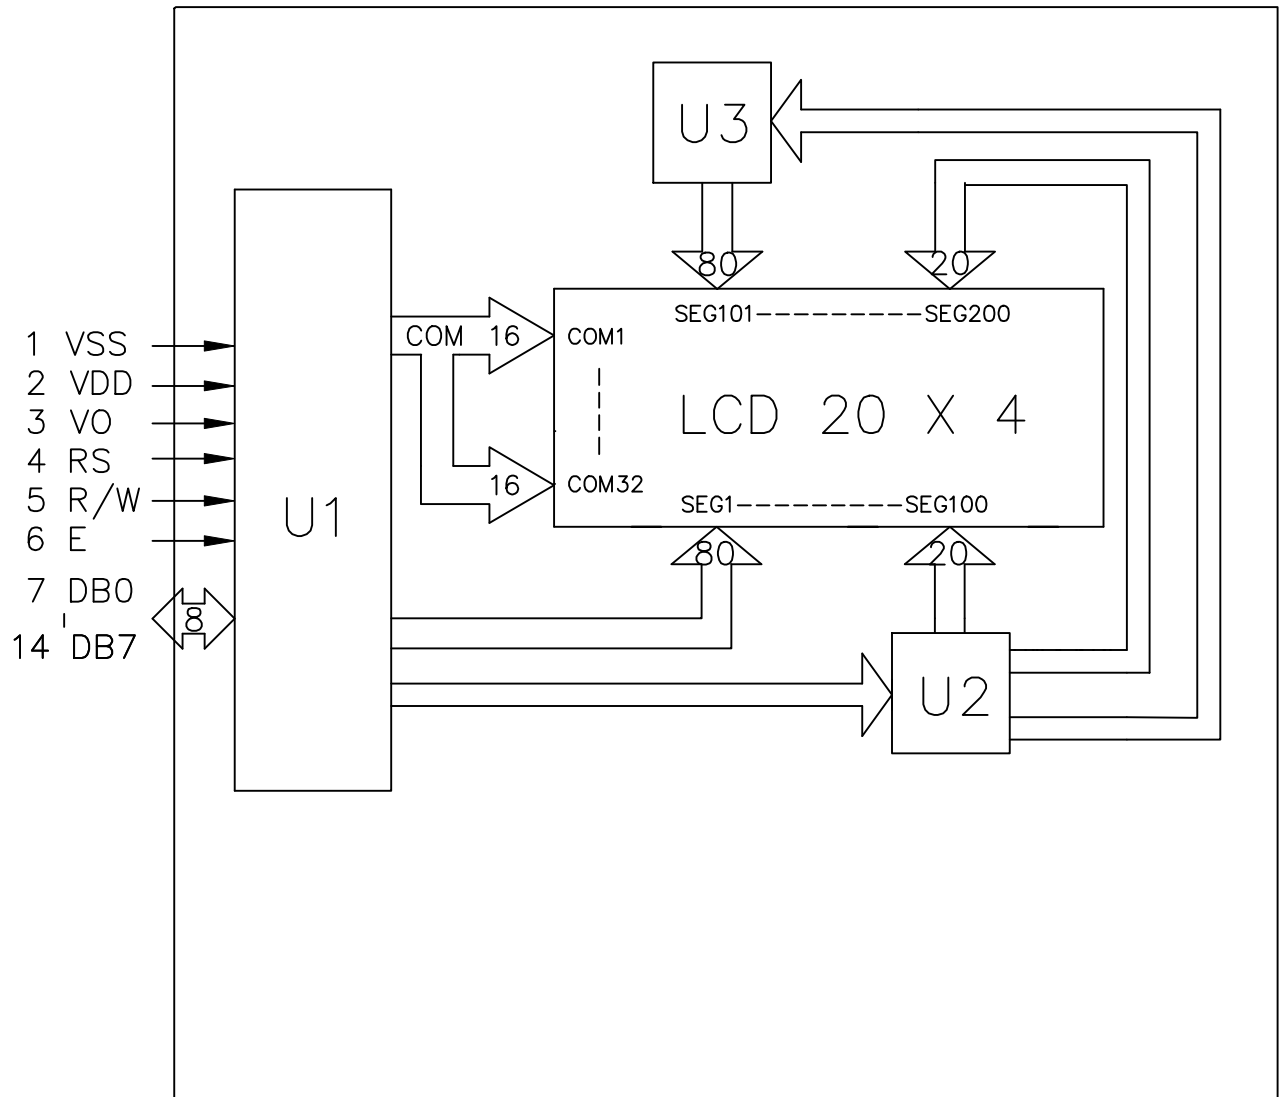 U3
80
20
SEG101-----------SEG200
COM 16
COM1
1 VSS
2 VDD
3 VO
LCD 20 X 4
4 RS
16
COM32
5 R/W
SEG1-----------SEG100
U1
6 E
80
20
7 DB0
8
14 DB7
U2